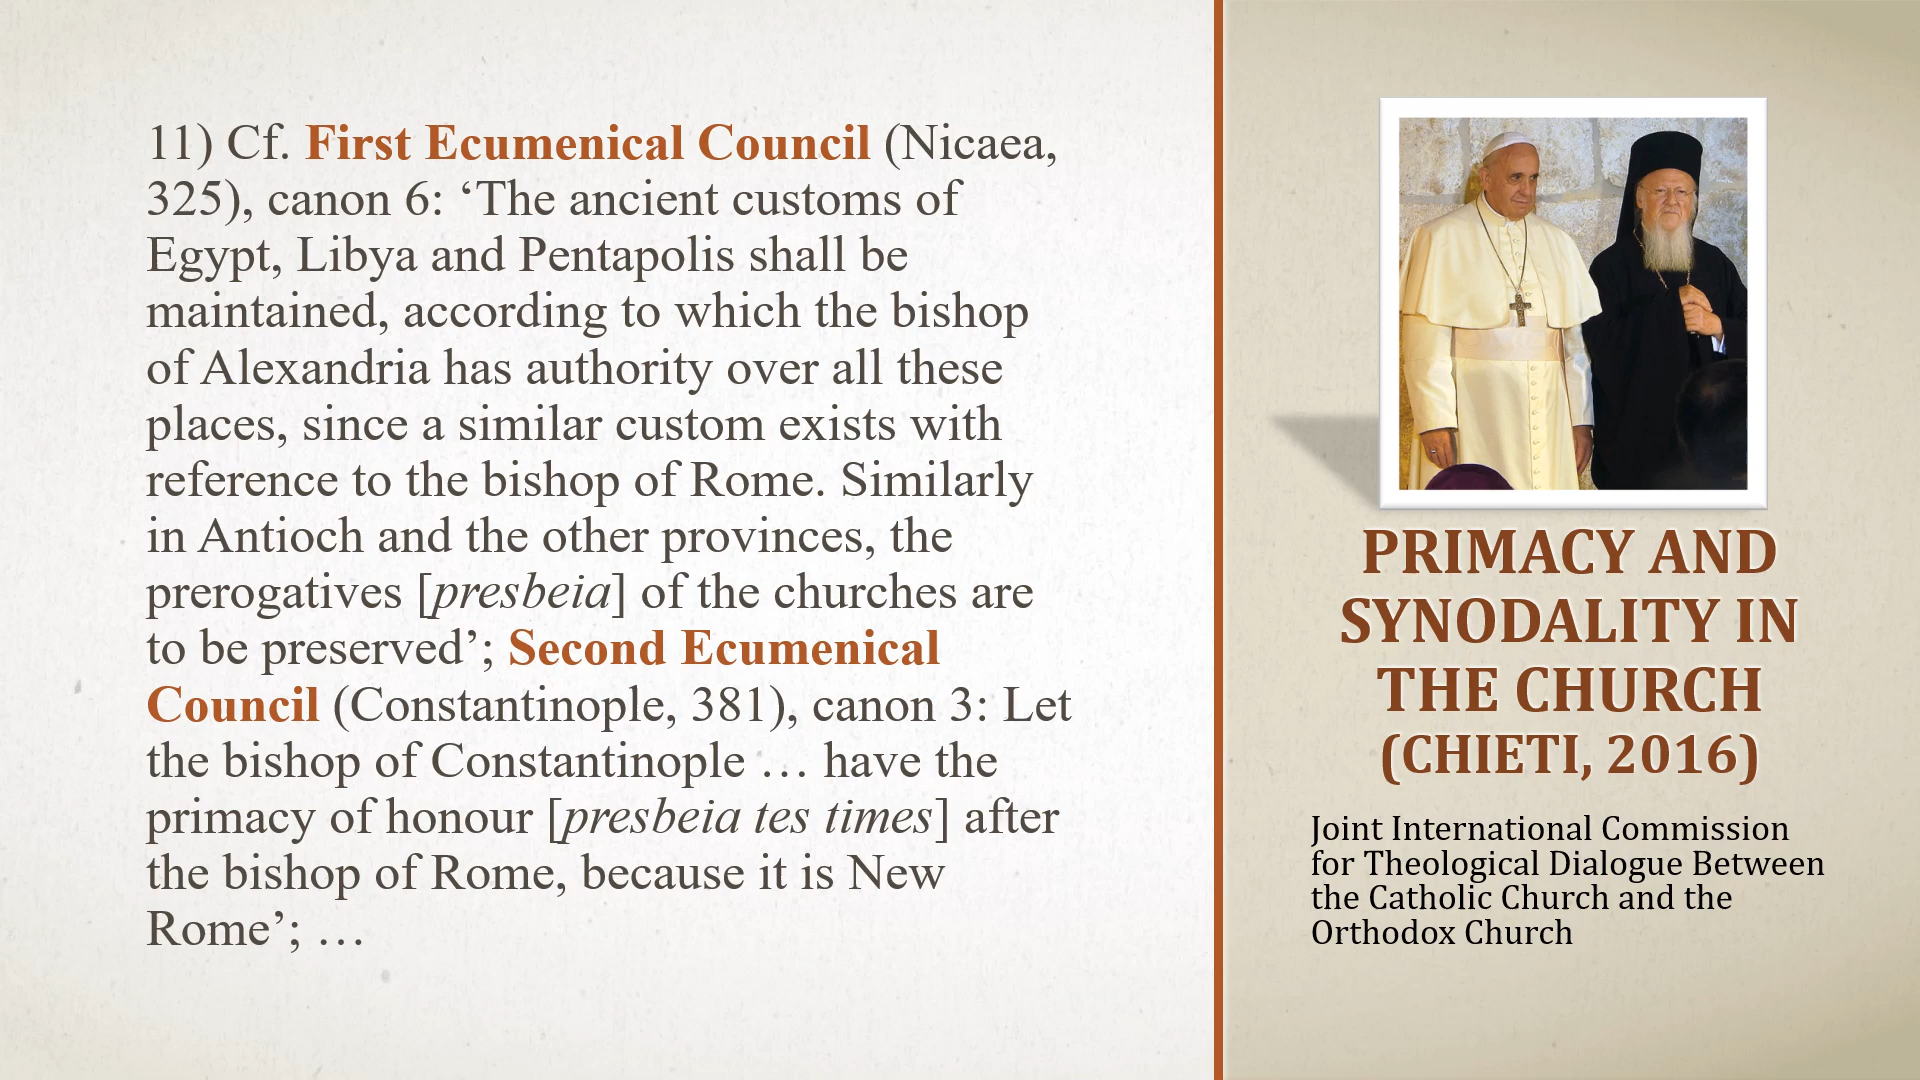 11) Cf. First Ecumenical Council (Nicaea,
325), canon 6: ‘The ancient customs of
Egypt, Libya and Pentapolis shall be
maintained, according to which the bishop
of Alexandria has authority over all these
places, since a similar custom exists with
reference to the bishop of Rome. Similarly
in Antioch and the other provinces, the
prerogatives [presbeia] of the churches are
to be preserved’; Second Ecumenical
Council (Constantinople, 381), canon 3: Let
the bishop of Constantinople … have the
primacy of honour [presbeia tes times] after
the bishop of Rome, because it is New
Rome’; …
PRIMACY AND
SYNODALITY IN
THE CHURCH
(CHIETI, 2016)
Joint International Commission
for Theological Dialogue Between
the Catholic Church and the
Orthodox Church